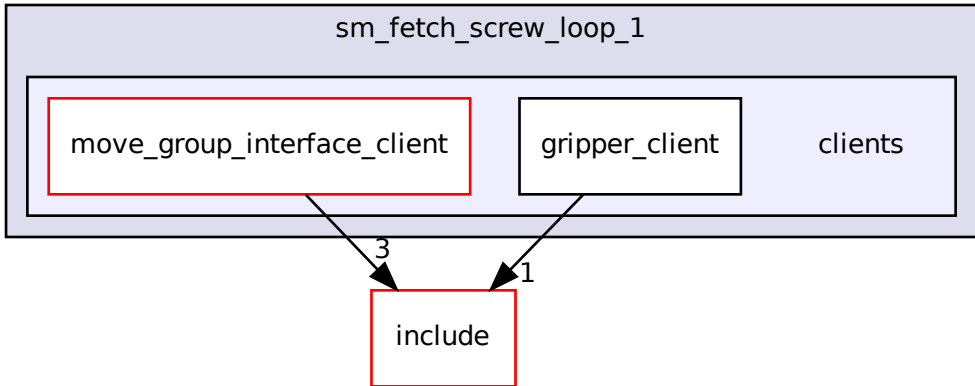 sm_fetch_screw_loop_1
move_group_interface_client
gripper_client
clients
3
1
include